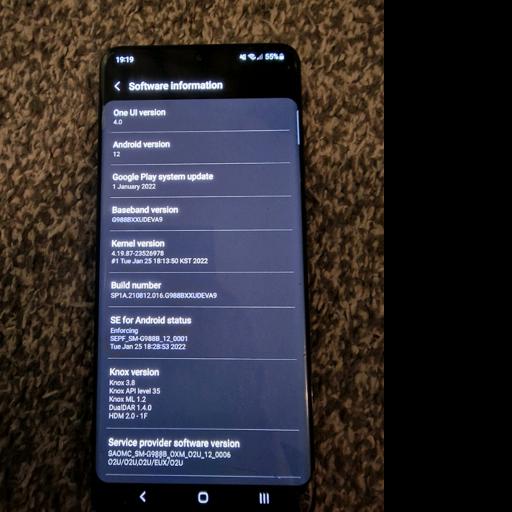 19:19
55%
Software information
One UI version
4.0
Android version
12
Google Play system update
1 January 2022
Baseband version
G988BXXUDEVA9
Kernel version
4.19.87-23526978
#1 Tue Jan 25 18:13:50 KST 2022
Build number
SP1A.210812.016.G988BXXUDEVA9
SE for Android status
Enforcing
SEPF_SM-G988B_12_0001
Tue Jan 25 18:28:53 2022
Knox version
Knox 3.8
Knox API level 35
Knox ML 1.2
DualDAR 1.4.0
HDM 2.0 - 1F
Service provider software version
SAOMC_SM-G988B_OXM_O2U_12_0006
O2U/O2U,O2U/EUX/O2U